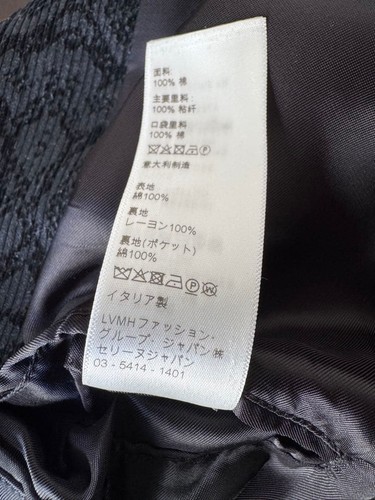 面料:
100% 棉
主要里料:
100% 粘纤
口袋里料:
100% 棉
意大利制造
表地
綿100%
裏地
レーヨン100%
裏地(ポケット)
綿100%
イタリア製
LVMHファッション・
グループ・ジャパン㈱
セリーヌジャパン
03 - 5414 - 1401